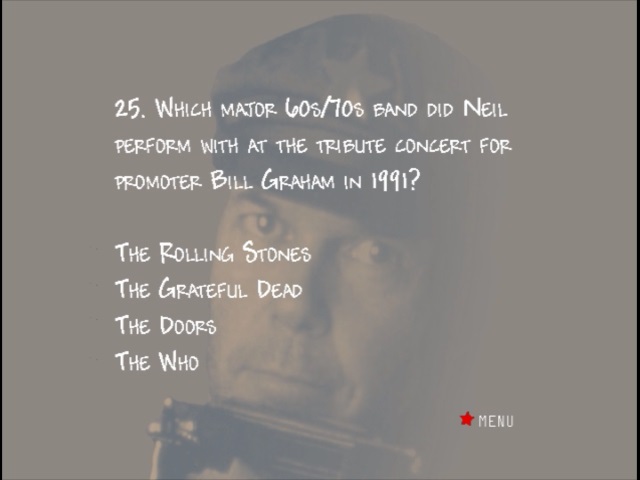 25. Which major 60s/70s band did Neil
perform with at the tribute concert for
promoter Bill Graham in 1991?
The Rolling Stones
The Grateful Dead
The Doors
The Who
MENU